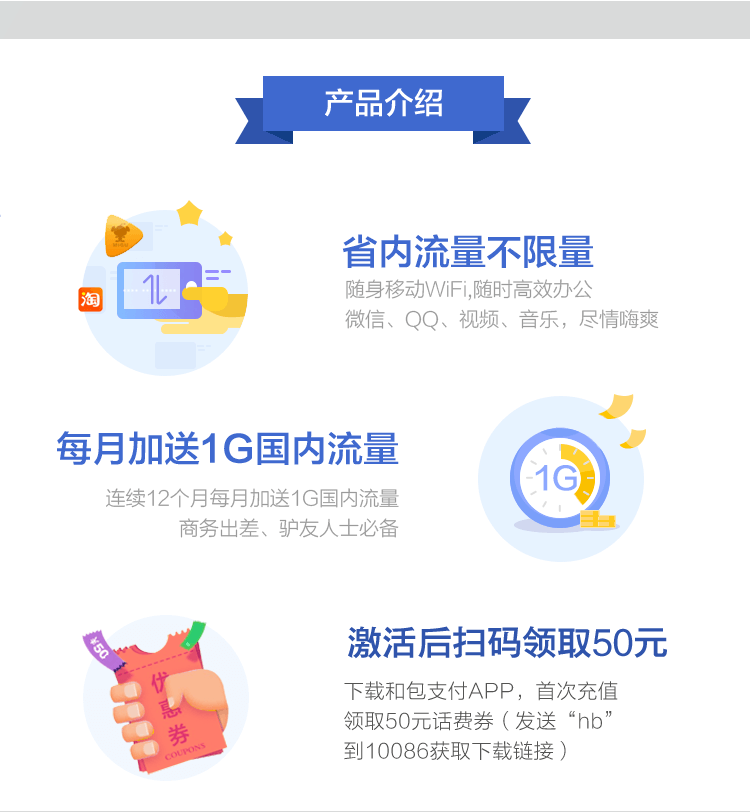 产品介绍
淘
省内流量不限量
随身移动WiFi,随时高效办公
微信、QQ、视频、音乐，尽情嗨爽
每月加送1G国内流量
连续12个月每月加送1G国内流量
商务出差、驴友人士必备
1G
¥50
优惠券
COUPONS
激活后扫码领取50元
下载和包支付APP，首次充值
领取50元话费券（发送“hb”
到10086获取下载链接）